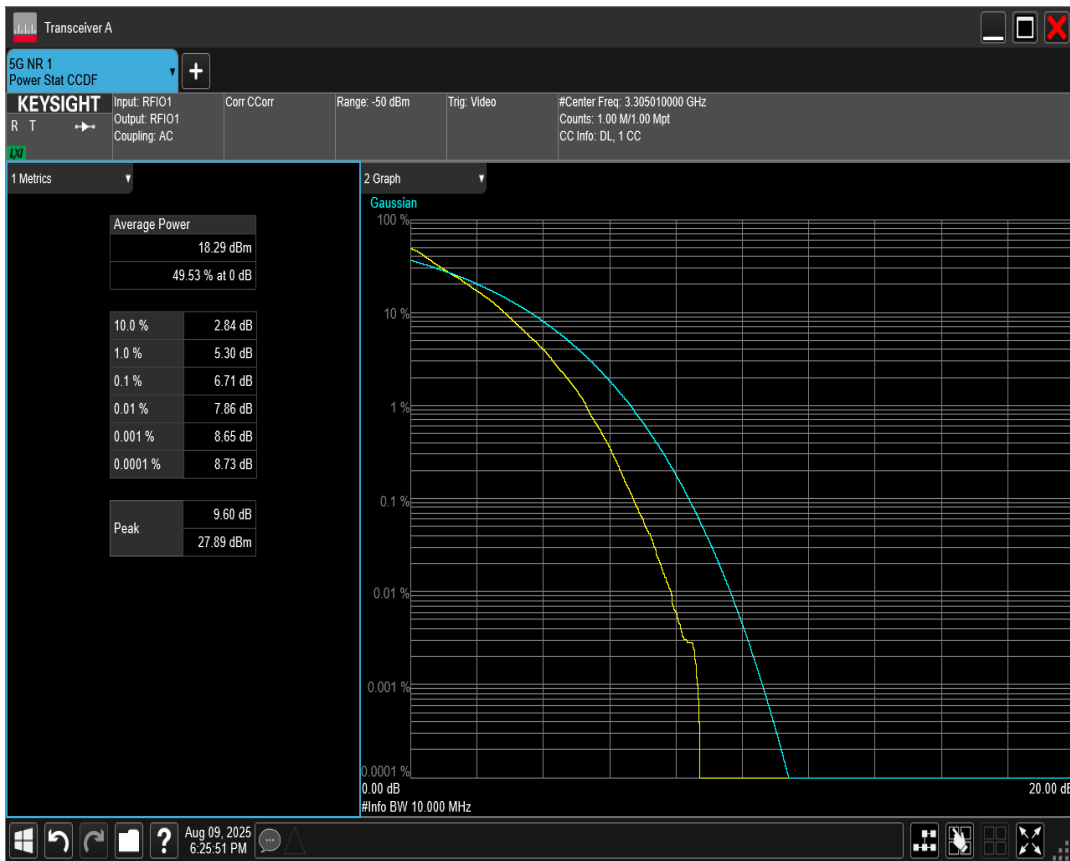 Transceiver A
5G NR 1
Power Stat CCDF
+
KEYSIGHT
R T
LXI
Input: RFIO1
Output: RFIO1
Coupling: AC
Corr CCorr
Range: -50 dBm
Trig: Video
#Center Freq: 3.305010000 GHz
Counts: 1.00 M/1.00 Mpt
CC Info: DL, 1 CC
1 Metrics
Average Power
18.29 dBm
49.53 % at 0 dB
10.0 % 2.84 dB
1.0 % 5.30 dB
0.1 % 6.71 dB
0.01 % 7.86 dB
0.001 % 8.65 dB
0.0001 % 8.73 dB
Peak
9.60 dB
27.89 dBm
2 Graph
Gaussian
100 %
10 %
1 %
0.1 %
0.01 %
0.001 %
0.0001 %
0.00 dB
20.00 dB
#Info BW 10.000 MHz
?
Aug 09, 2025
6:25:51 PM